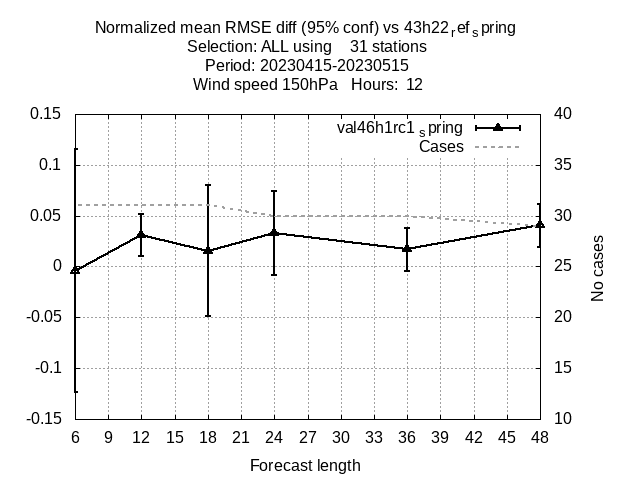 Normalized mean RMSE diff (95% conf) vs 43h22refspring
Selection: ALL using 31 stations
Period: 20230415-20230515
Wind speed 150hPa Hours: 12
val46h1rc1spring
Cases
0.15
0.1
0.05
0
-0.05
-0.1
-0.15
40
35
30
25
20
15
10
No cases
6 9 12 15 18 21 24 27 30 33 36 39 42 45 48
Forecast length